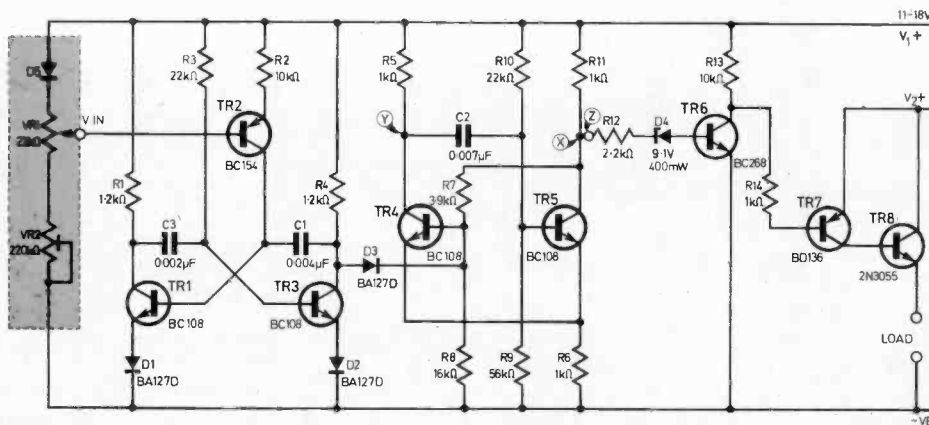 11-18V
V1+
D5
VR1
V IN
VR2
220kΩ
R3
22kΩ
R2
10kΩ
TR2
BC154
R1
1·2kΩ
R4
1·2kΩ
C3
0·002µF
C1
0·004µF
TR1
BC108
TR3
BC108
D1
BA127D
D2
BA127D
D3
BA127D
R5
1kΩ
R10
22kΩ
R11
1kΩ
Y
C2
0·007µF
R7
3·9kΩ
TR4
BC108
TR5
BC108
R8
16kΩ
R9
56kΩ
R6
1kΩ
Z
X
R12
2·2kΩ
D4
9·1V
400mW
TR6
BC268
R13
10kΩ
R14
1kΩ
V2+
TR7
BD136
TR8
2N3055
LOAD